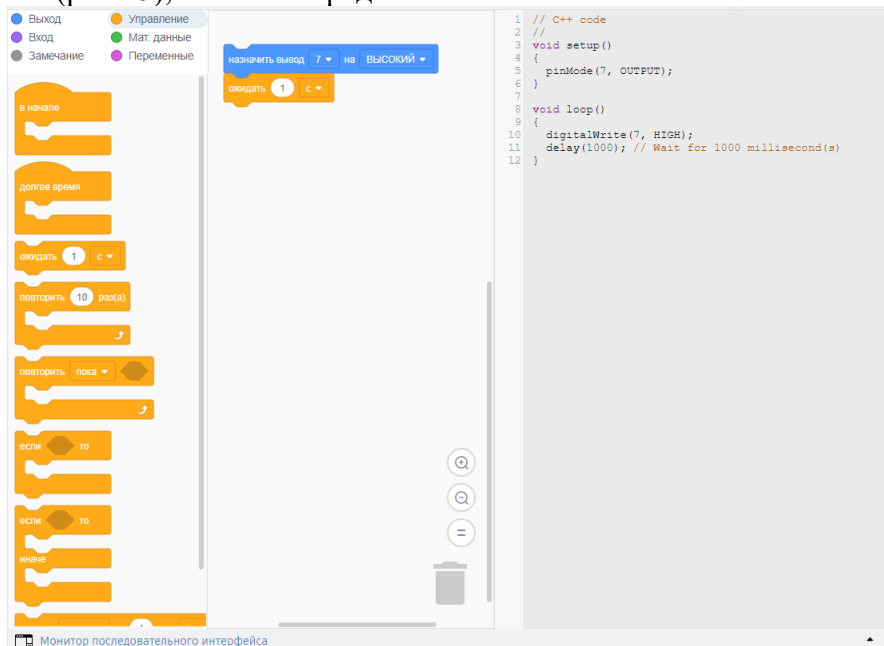 Выход
Управление
Вход
Мат. данные
Замечание
Переменные
в начале
долгое время
ожидать 1 с
повторить 10 раз(а)
повторить пока
если то
если то
иначе
назначить вывод 7 на ВЫСОКИЙ
ожидать 1 с
1 // C++ code
2 //
3 void setup()
4 {
5 pinMode(7, OUTPUT);
6 }
7
8 void loop()
9 {
10 digitalWrite(7, HIGH);
11 delay(1000); // Wait for 1000 millisecond(s)
12 }
Монитор последовательного интерфейса